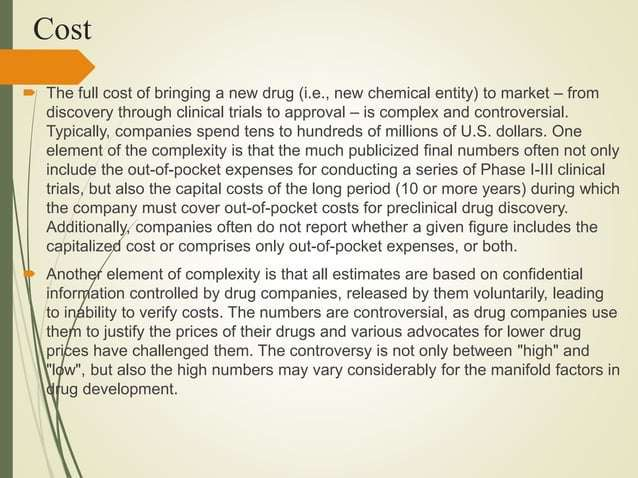 Cost
The full cost of bringing a new drug (i.e., new chemical entity) to market – from
discovery through clinical trials to approval – is complex and controversial.
Typically, companies spend tens to hundreds of millions of U.S. dollars. One
element of the complexity is that the much publicized final numbers often not only
include the out-of-pocket expenses for conducting a series of Phase I-III clinical
trials, but also the capital costs of the long period (10 or more years) during which
the company must cover out-of-pocket costs for preclinical drug discovery.
Additionally, companies often do not report whether a given figure includes the
capitalized cost or comprises only out-of-pocket expenses, or both.
Another element of complexity is that all estimates are based on confidential
information controlled by drug companies, released by them voluntarily, leading
to inability to verify costs. The numbers are controversial, as drug companies use
them to justify the prices of their drugs and various advocates for lower drug
prices have challenged them. The controversy is not only between "high" and
"low", but also the high numbers may vary considerably for the manifold factors in
drug development.